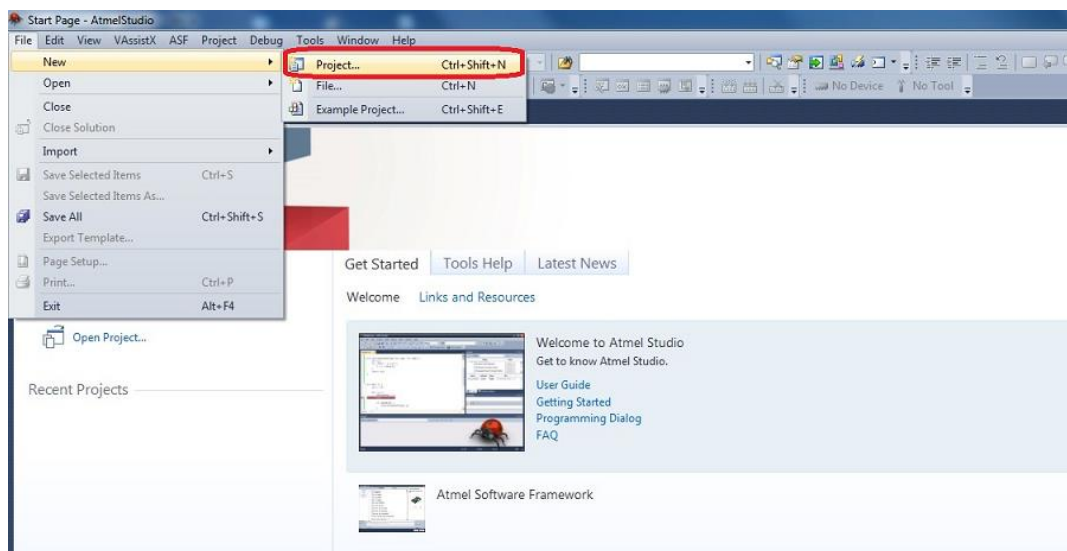 Start Page - AtmelStudio
File Edit View VAssistX ASF Project Debug Tools Window Help
New
Project... Ctrl+Shift+N
Open
File... Ctrl+N
No Device No Tool
Close
Example Project... Ctrl+Shift+E
Close Solution
Import
Save Selected Items Ctrl+S
Save Selected Items As...
Save All Ctrl+Shift+S
Export Template...
Page Setup...
Print... Ctrl+P
Exit Alt+F4
Open Project...
Recent Projects
Get Started Tools Help Latest News
Welcome Links and Resources
Welcome to Atmel Studio
Get to know Atmel Studio.
User Guide
Getting Started
Programming Dialog
FAQ
Atmel Software Framework